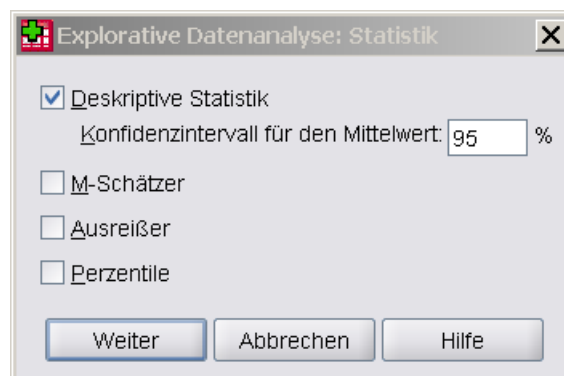 Explorative Datenanalyse: Statistik
Deskriptive Statistik
Konfidenzintervall für den Mittelwert: 95 %
M-Schätzer
Ausreißer
Perzentile
Weiter Abbrechen Hilfe